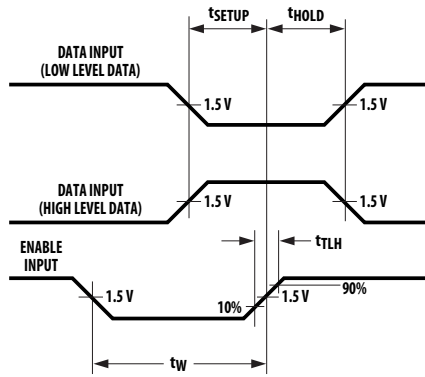 tSETUP tHOLD
DATA INPUT
(LOW LEVEL DATA)
1.5 V 1.5 V
DATA INPUT
(HIGH LEVEL DATA)
1.5 V 1.5 V
ENABLE
INPUT
tTLH
90%
1.5 V 10% 1.5 V
tW